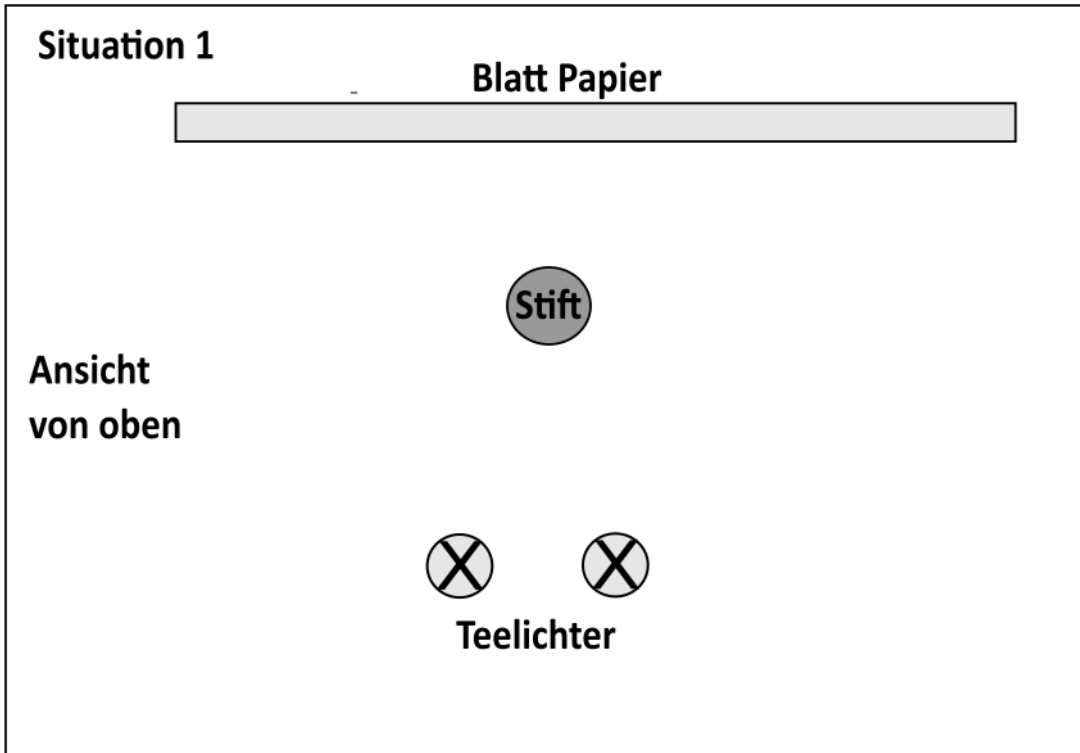 Situation 1
Blatt Papier
Stift
Ansicht
von oben
X X
Teelichter